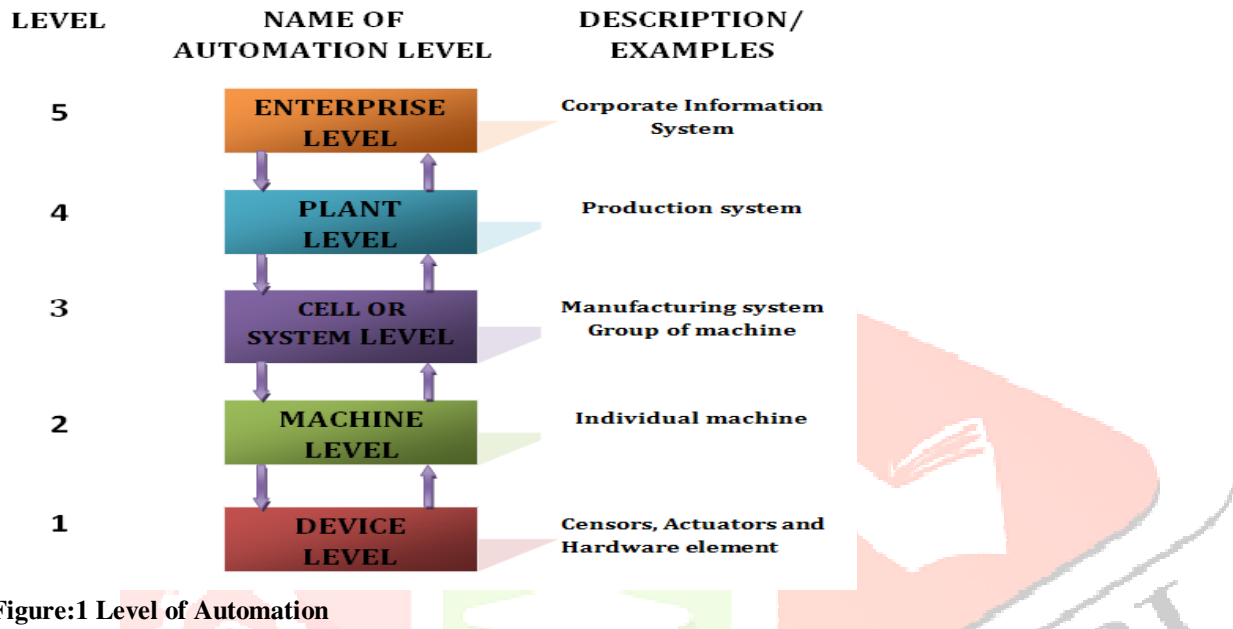 LEVEL
NAME OF
AUTOMATION LEVEL
DESCRIPTION/
EXAMPLES
5
ENTERPRISE
LEVEL
Corporate Information
System
4
PLANT
LEVEL
Production system
3
CELL OR
SYSTEM LEVEL
Manufacturing system
Group of machine
2
MACHINE
LEVEL
Individual machine
1
DEVICE
LEVEL
Censors, Actuators and
Hardware element
Figure:1 Level of Automation